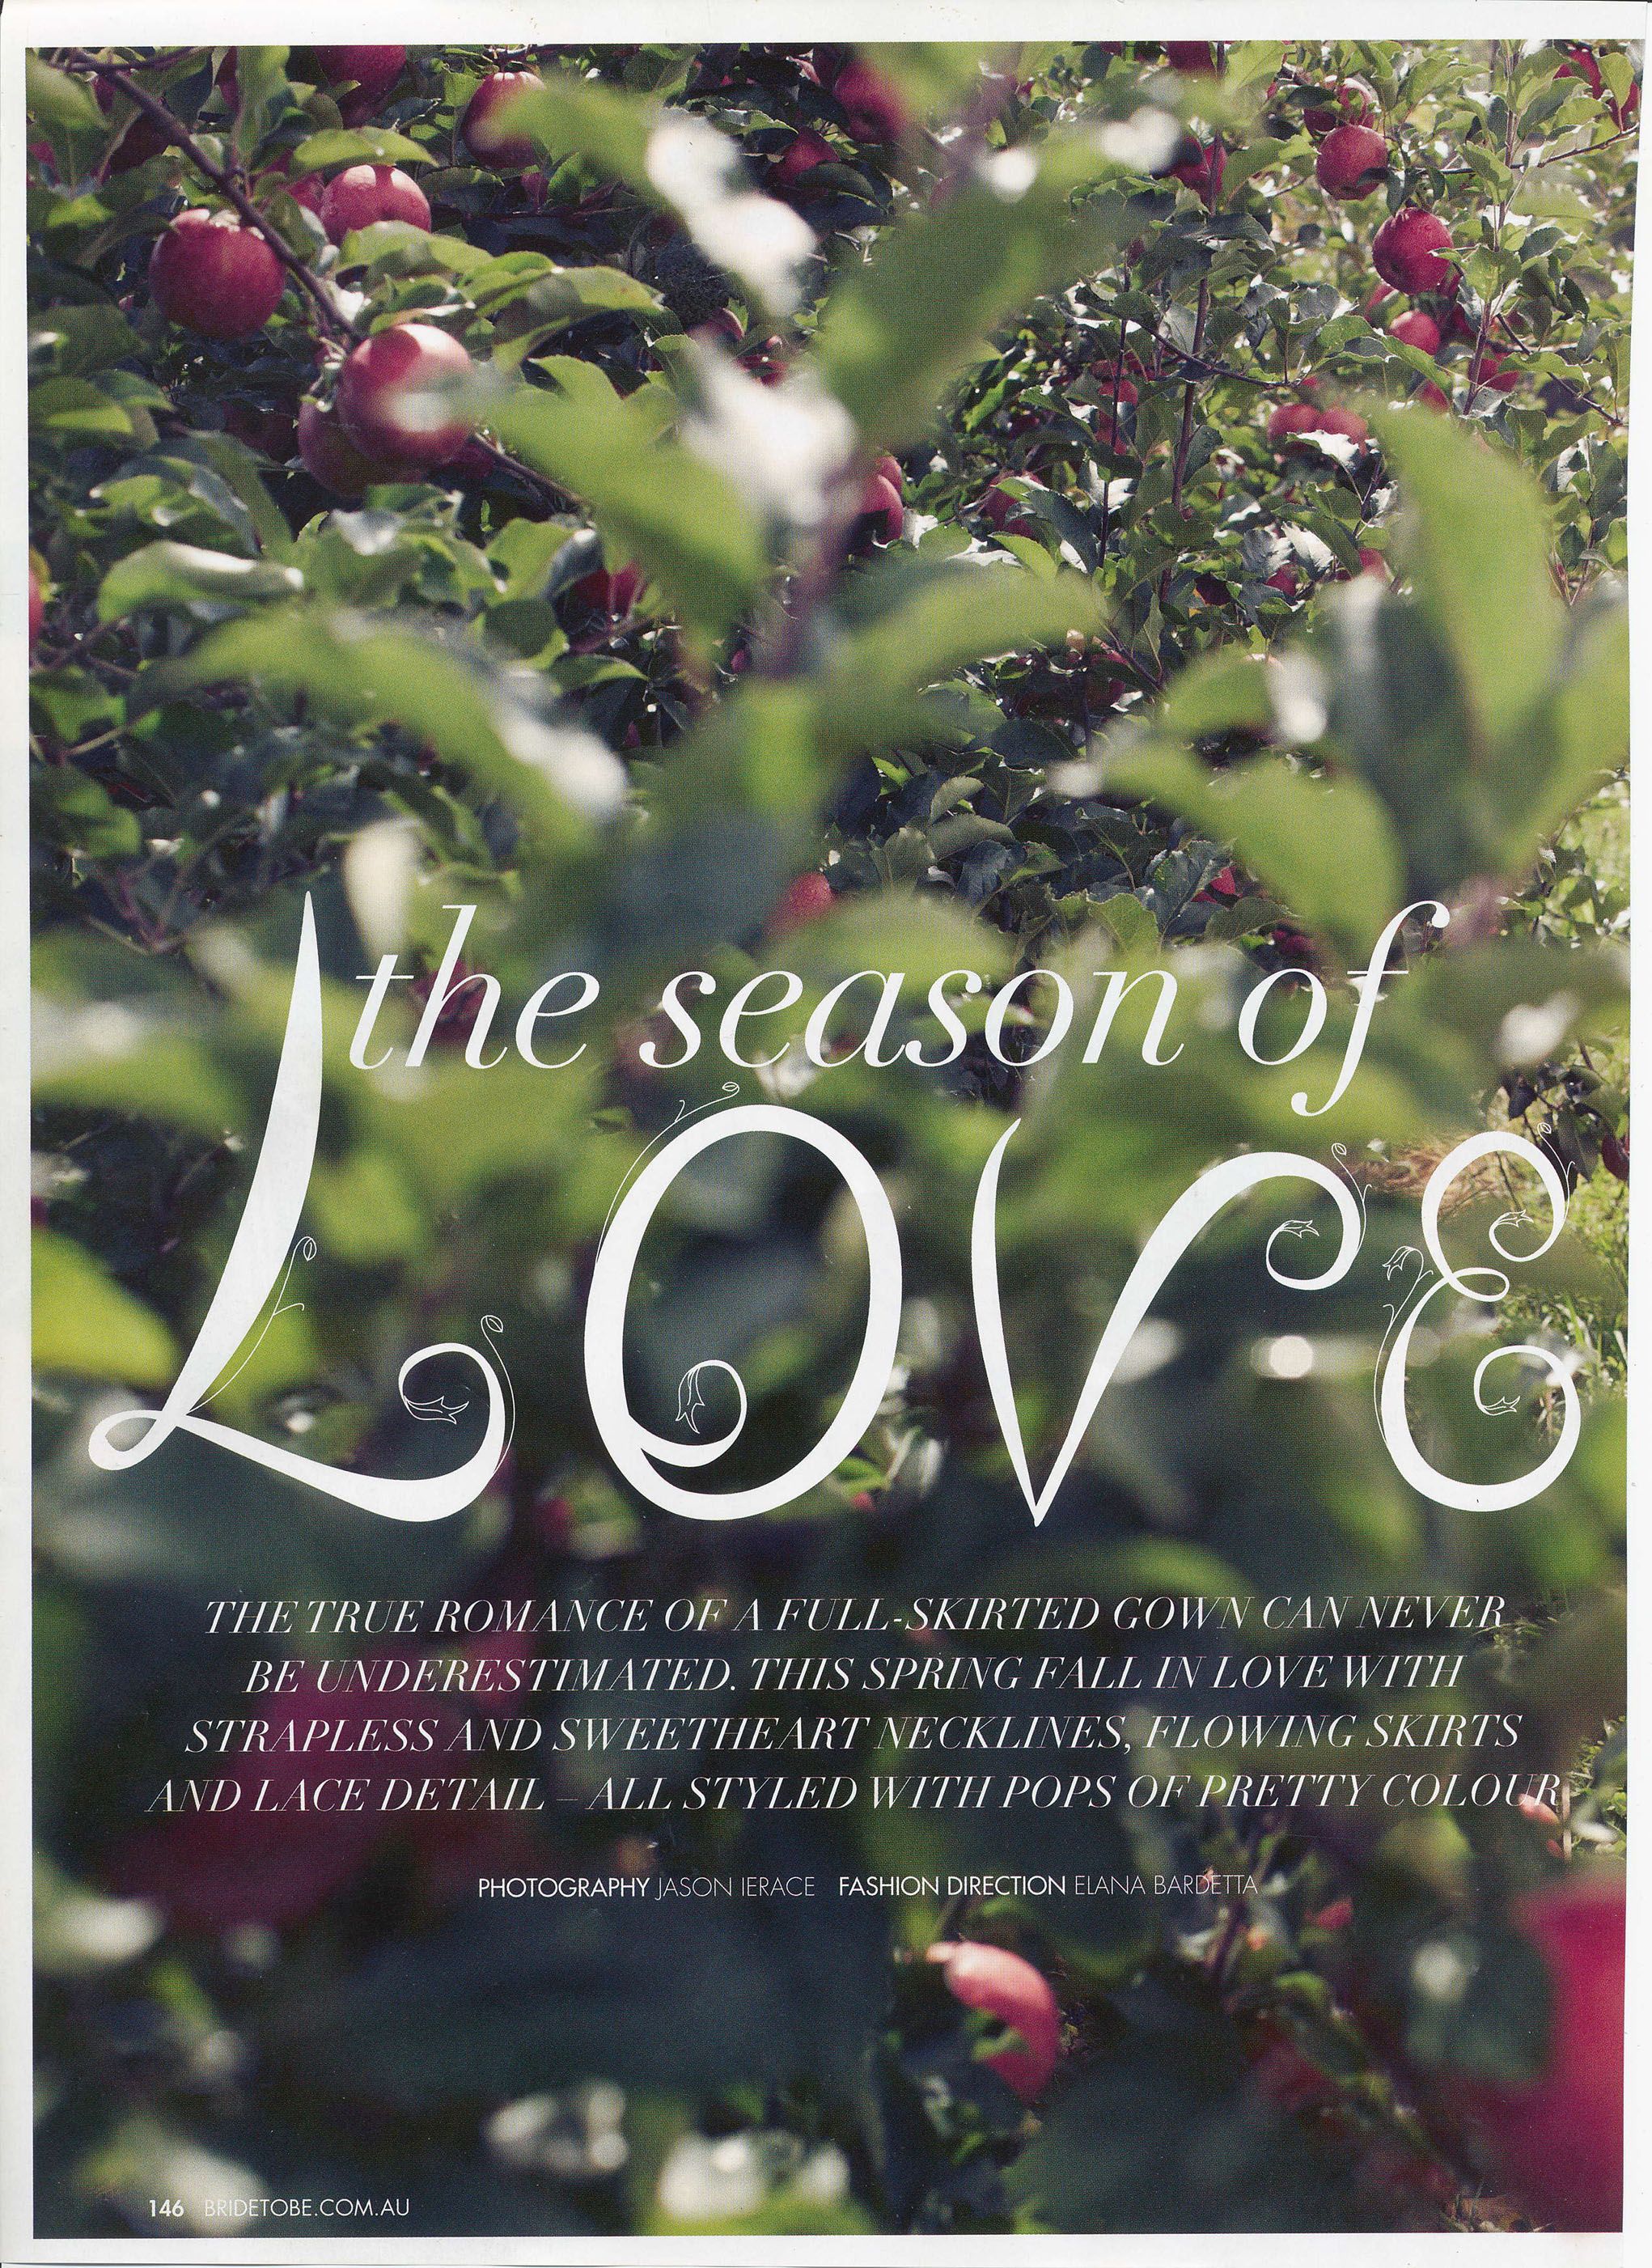 the season of
LOVE
THE TRUE ROMANCE OF A FULL-SKIRTED GOWN CAN NEVER
BE UNDERESTIMATED. THIS SPRING FALL IN LOVE WITH
STRAPLESS AND SWEETHEART NECKLINES, FLOWING SKIRTS
AND LACE DETAIL – ALL STYLED WITH POPS OF PRETTY COLOUR
PHOTOGRAPHY JASON IERACE FASHION DIRECTION ELANA BARDETTA
146 BRIDETOBE.COM.AU